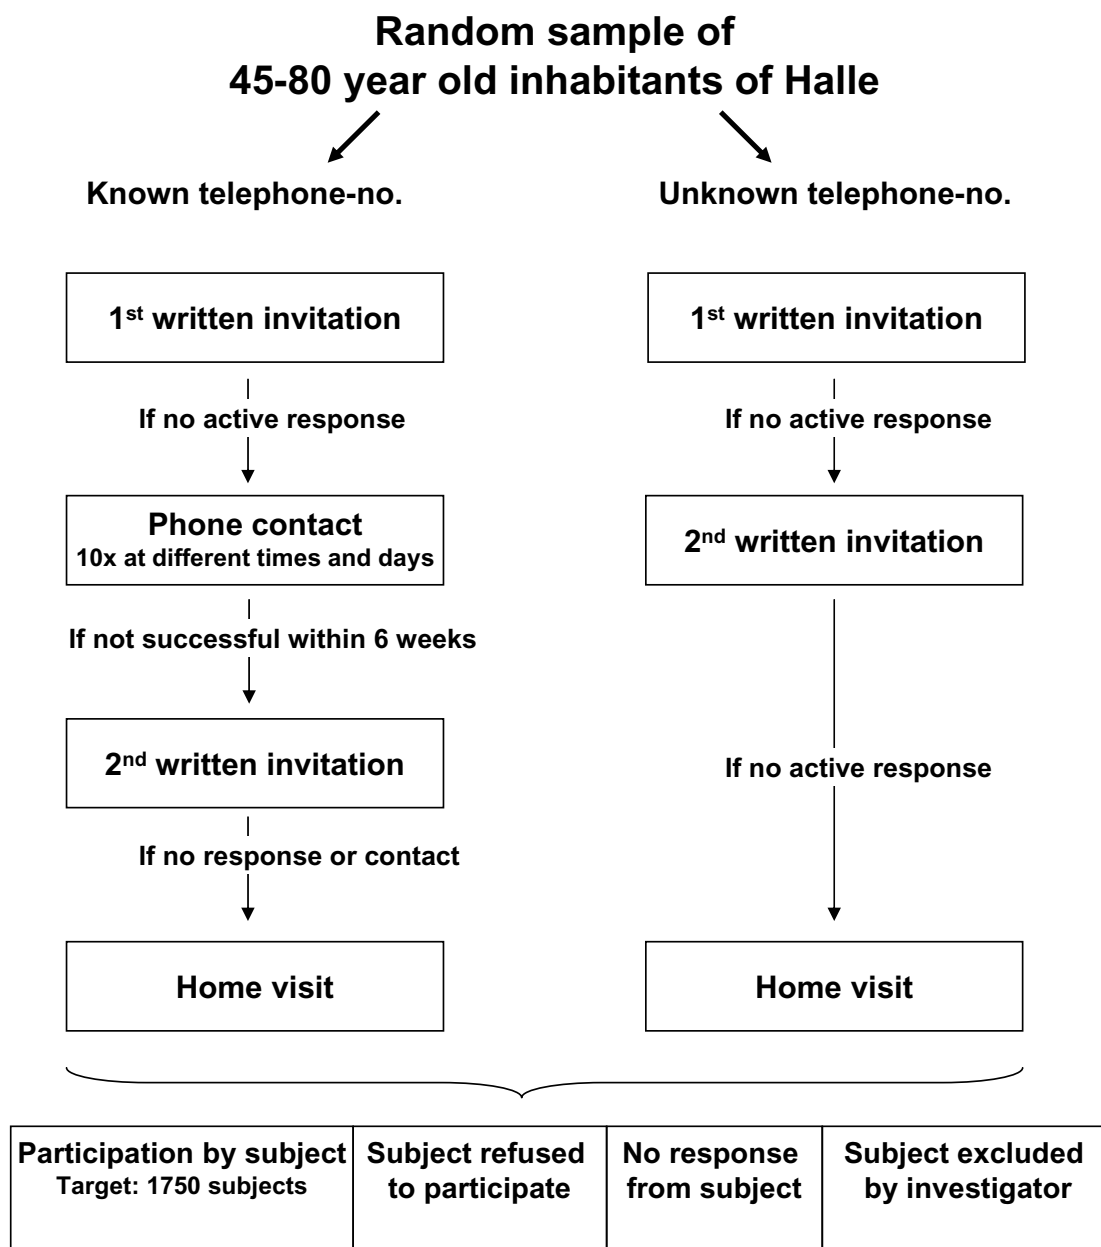 Random sample of
45-80 year old inhabitants of Halle
Known telephone-no.
Unknown telephone-no.
1st written invitation
1st written invitation
If no active response
If no active response
Phone contact
10x at different times and days
2nd written invitation
If not successful within 6 weeks
2nd written invitation
If no active response
If no response or contact
Home visit
Home visit
Participation by subject
Target: 1750 subjects
Subject refused
to participate
No response
from subject
Subject excluded
by investigator